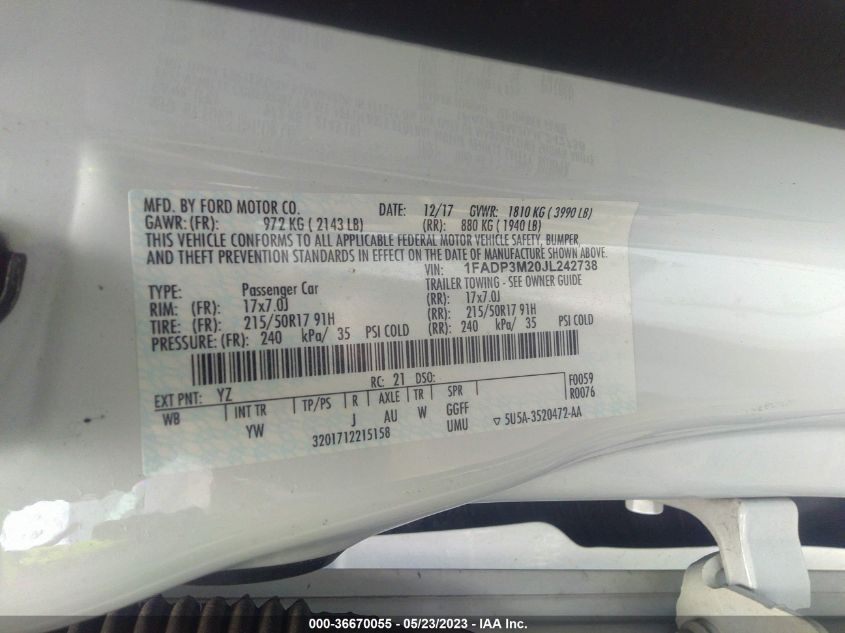 MFD. BY FORD MOTOR CO. DATE: 12/17 GVWR: 1810 KG ( 3990 LB)
GAWR: (FR): 972 KG ( 2143 LB) (RR): 880 KG ( 1940 LB)
THIS VEHICLE CONFORMS TO ALL APPLICABLE FEDERAL MOTOR VEHICLE SAFETY, BUMPER,
AND THEFT PREVENTION STANDARDS IN EFFECT ON THE DATE OF MANUFACTURE SHOWN ABOVE.
VIN: 1FADP3M20JL242738
TYPE: Passenger Car TRAILER TOWING - SEE OWNER GUIDE
RIM: (FR): 17x7.0J (RR): 17x7.0J
TIRE: (FR): 215/50R17 91H (RR): 215/50R17 91H
PRESSURE: (FR): 240 kPa/ 35 PSI COLD (RR): 240 kPa/ 35 PSI COLD
EXT PNT: YZ RC: 21 DSO: F0059
WB INT TR TP/PS R AXLE TR SPR R0076
YW J AU W GGFF
3201712215158 UMU ▽ 5U5A-3520472-AA
000-36670055 - 05/23/2023 - IAA Inc.